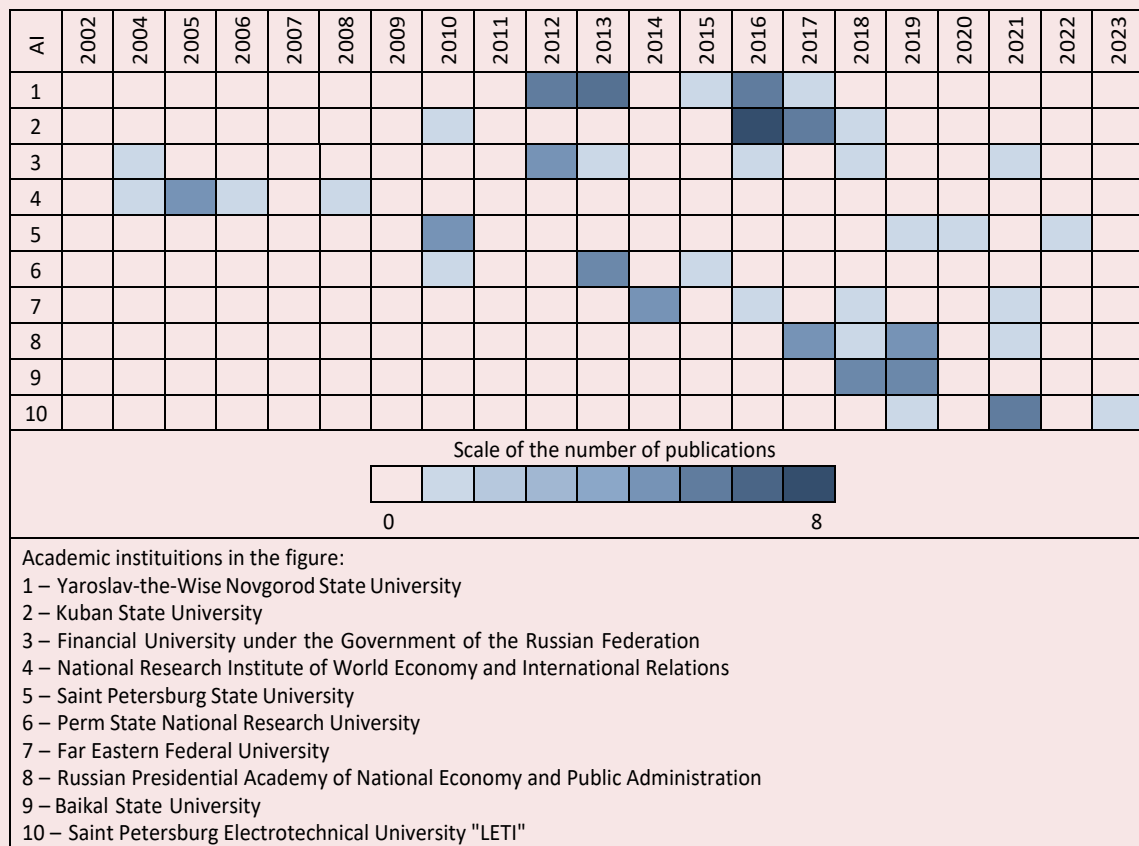 AI 2002 2004 2005 2006 2007 2008 2009 2010 2011 2012 2013 2014 2015 2016 2017 2018 2019 2020 2021 2022 2023
1
2
3
4
5
6
7
8
9
10
Scale of the number of publications
0 8
Academic instituitions in the figure:
1 – Yaroslav-the-Wise Novgorod State University
2 – Kuban State University
3 – Financial University under the Government of the Russian Federation
4 – National Research Institute of World Economy and International Relations
5 – Saint Petersburg State University
6 – Perm State National Research University
7 – Far Eastern Federal University
8 – Russian Presidential Academy of National Economy and Public Administration
9 – Baikal State University
10 – Saint Petersburg Electrotechnical University "LETI"